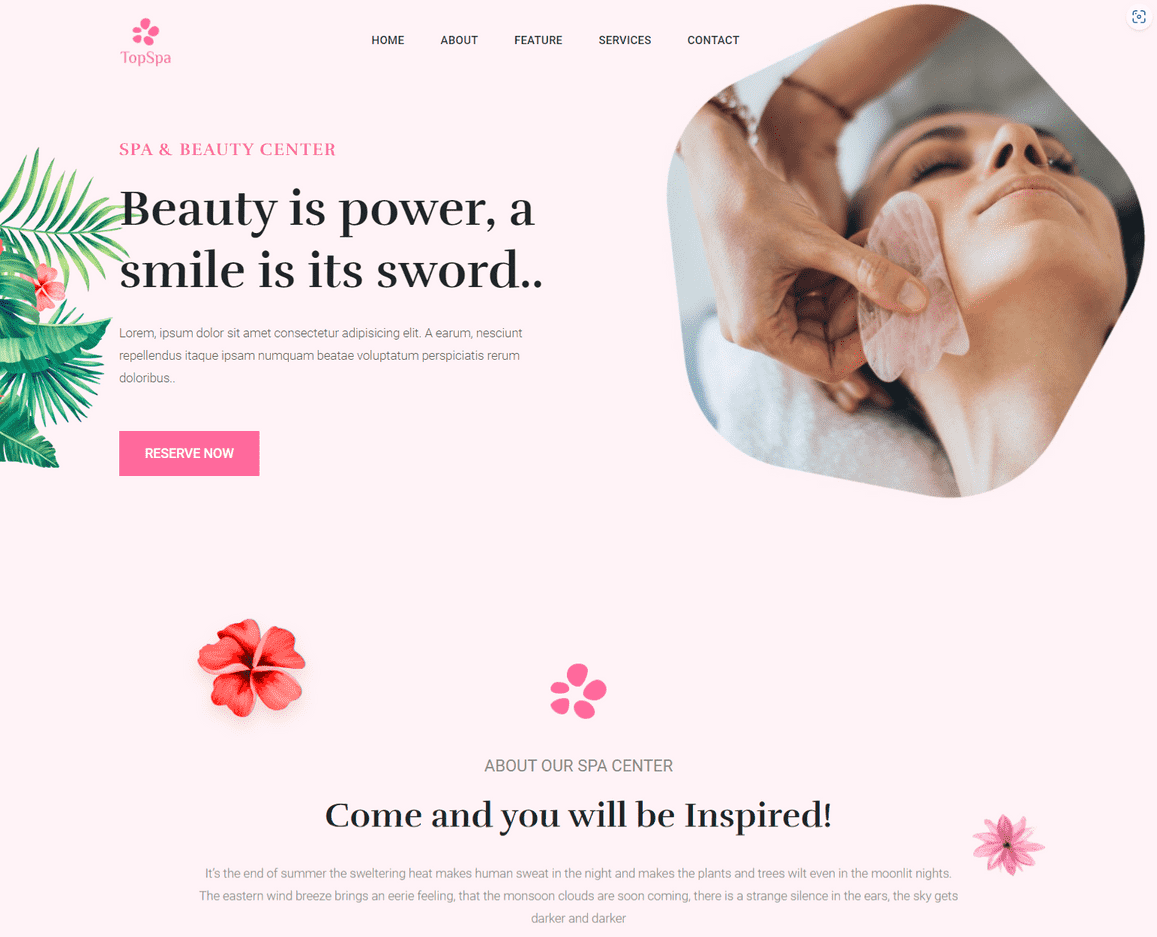 TopSpa
HOME ABOUT FEATURE SERVICES CONTACT
SPA & BEAUTY CENTER
Beauty is power, a
smile is its sword..
Lorem, ipsum dolor sit amet consectetur adipisicing elit. A earum, nesciunt
repellendus itaque ipsam numquam beatae voluptatum perspiciatis rerum
doloribus..
RESERVE NOW
ABOUT OUR SPA CENTER
Come and you will be Inspired!
It's the end of summer the sweltering heat makes human sweat in the night and makes the plants and trees wilt even in the moonlit nights.
The eastern wind breeze brings an eerie feeling, that the monsoon clouds are soon coming, there is a strange silence in the ears, the sky gets
darker and darker